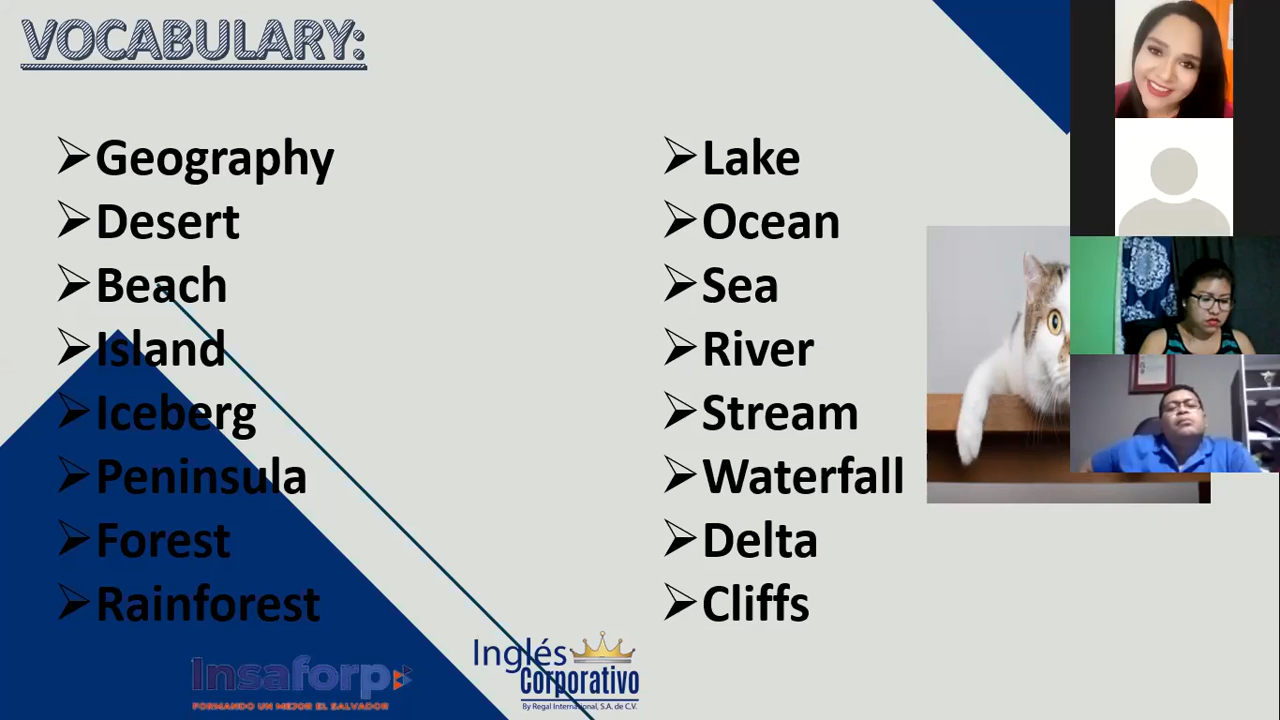 VOCABULARY:
Geography
Desert
Beach
Island
Iceberg
Peninsula
Forest
Rainforest
Lake
Ocean
Sea
River
Stream
Waterfall
Delta
Cliffs
Insaforp
FORMANDO UN MEJOR EL SALVADOR
Inglés
Corporativo
By Regal International, S.A. de C.V.